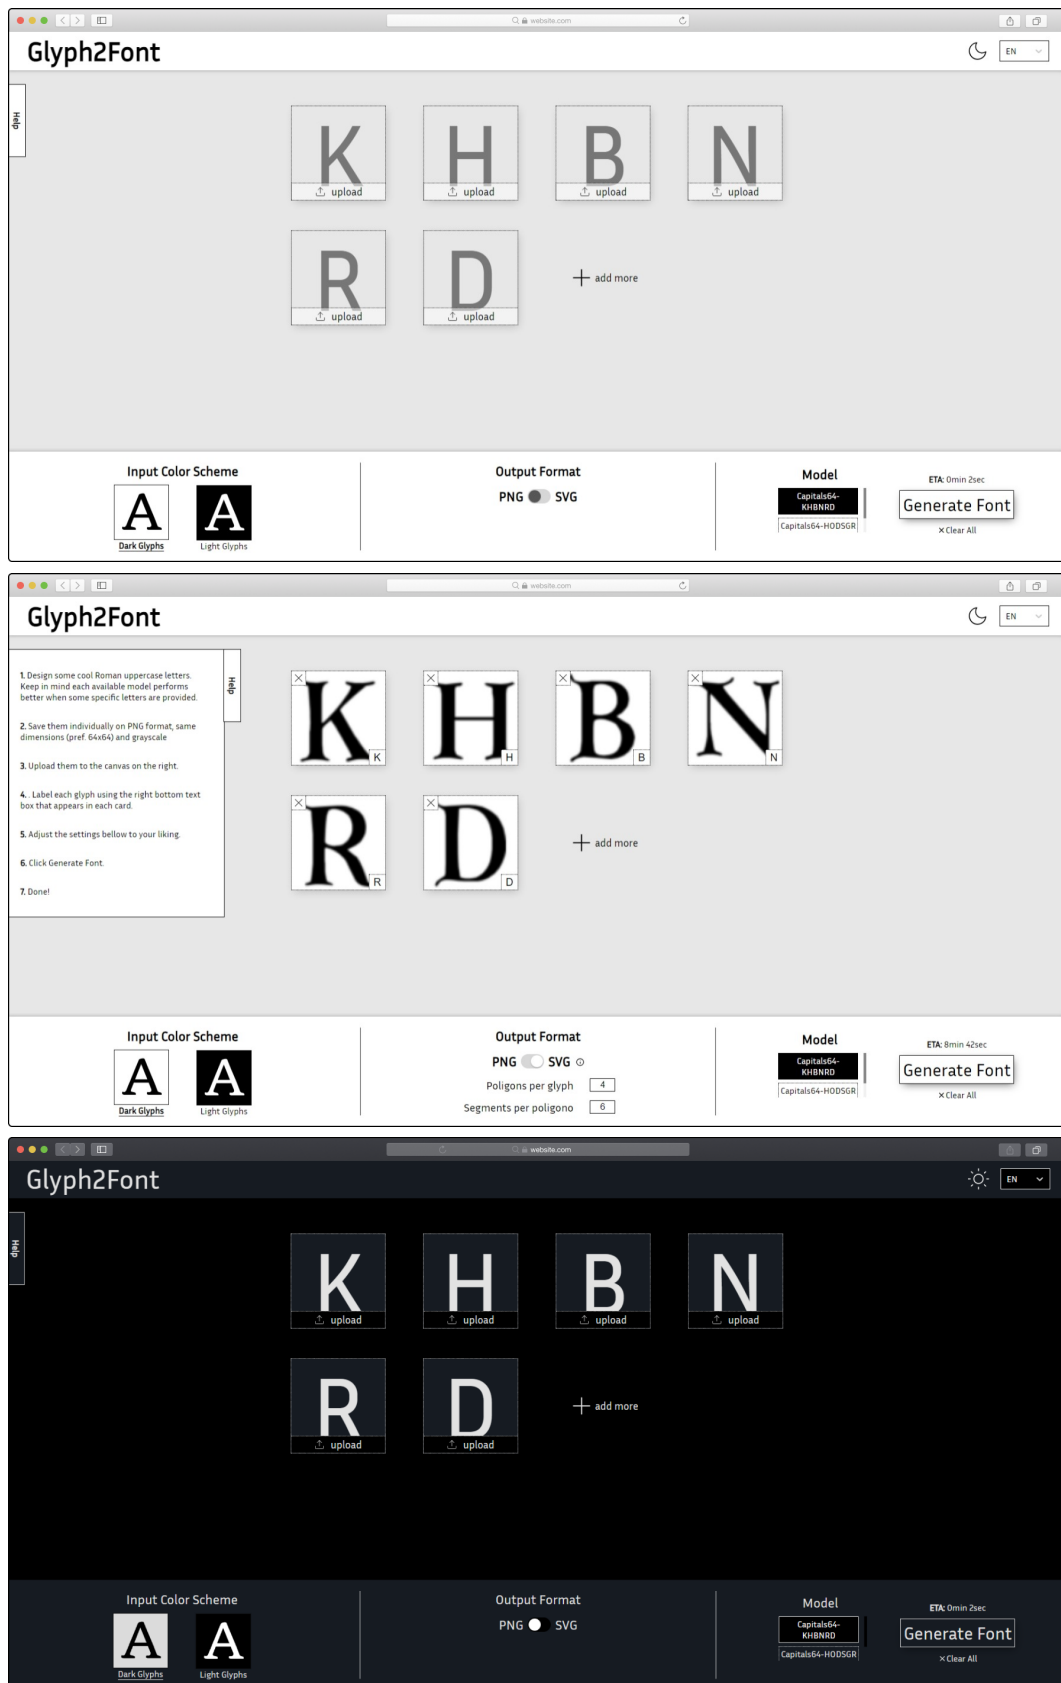 website.com
Glyph2Font
EN
Help
K H B N
upload upload upload upload
R D
upload upload
add more
Input Color Scheme
A A
Dark Glyphs Light Glyphs
Output Format
PNG SVG
Model
Capitals64-
KHBNRD
Capitals64-HODSGR
ETA: 0min 2sec
Generate Font
× Clear All
website.com
Glyph2Font
EN
Help
1. Design some cool Roman uppercase letters.
Keep in mind each available model performs
better when some specific letters are provided.
2. Save them individually on PNG format, same
dimensions (pref. 64x64) and grayscale
3. Upload them to the canvas on the right.
4. . Label each glyph using the right bottom text
box that appears in each card.
5. Adjust the settings bellow to your liking.
6. Click Generate Font.
7. Done!
K H B N
K H B N
R D
R D
add more
Input Color Scheme
A A
Dark Glyphs Light Glyphs
Output Format
PNG SVG
Poligons per glyph 4
Segments per poligono 6
Model
Capitals64-
KHBNRD
Capitals64-HODSGR
ETA: 8min 42sec
Generate Font
× Clear All
website.com
Glyph2Font
EN
Help
K H B N
upload upload upload upload
R D
upload upload
add more
Input Color Scheme
A A
Dark Glyphs Light Glyphs
Output Format
PNG SVG
Model
Capitals64-
KHBNRD
Capitals64-HODSGR
ETA: 0min 2sec
Generate Font
× Clear All